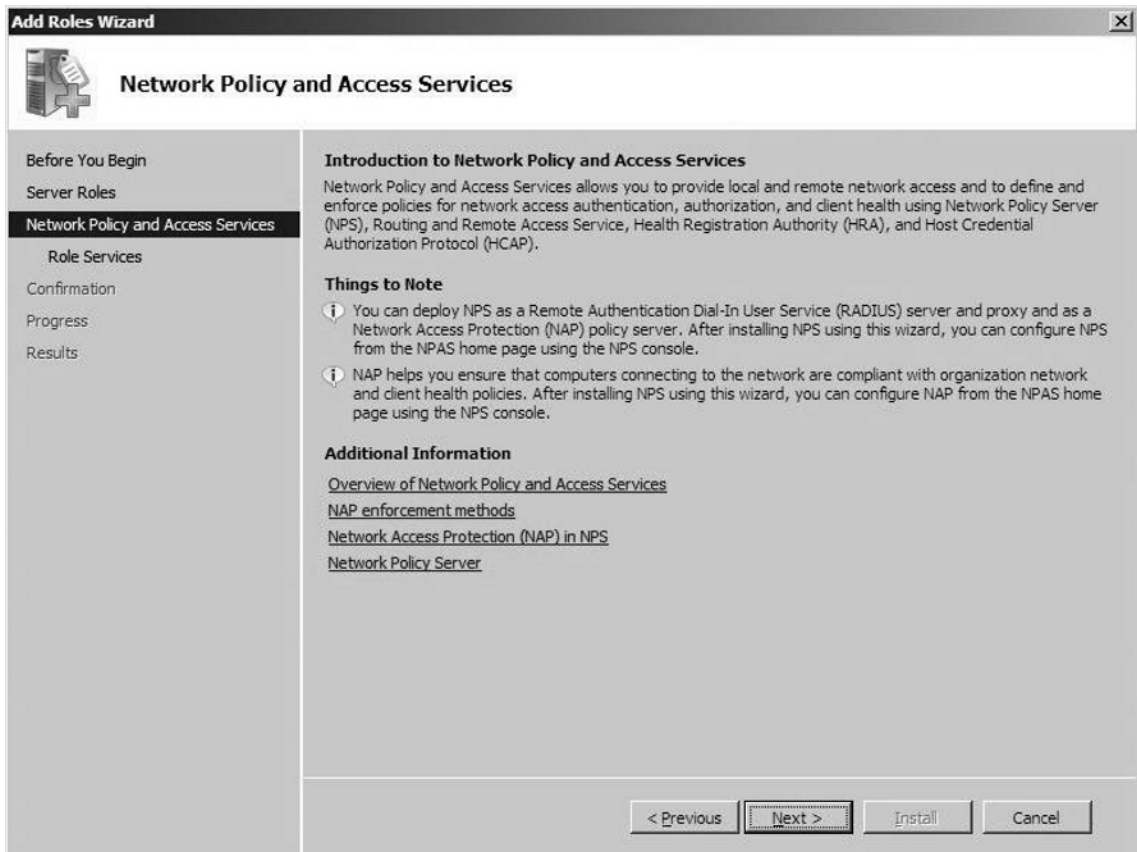 Add Roles Wizard
Network Policy and Access Services
Before You Begin
Server Roles
Network Policy and Access Services
Role Services
Confirmation
Progress
Results
Introduction to Network Policy and Access Services
Network Policy and Access Services allows you to provide local and remote network access and to define and
enforce policies for network access authentication, authorization, and client health using Network Policy Server
(NPS), Routing and Remote Access Service, Health Registration Authority (HRA), and Host Credential
Authorization Protocol (HCAP).
Things to Note
You can deploy NPS as a Remote Authentication Dial-In User Service (RADIUS) server and proxy and as a
Network Access Protection (NAP) policy server. After installing NPS using this wizard, you can configure NPS
from the NPAS home page using the NPS console.
NAP helps you ensure that computers connecting to the network are compliant with organization network
and client health policies. After installing NPS using this wizard, you can configure NAP from the NPAS home
page using the NPS console.
Additional Information
Overview of Network Policy and Access Services
NAP enforcement methods
Network Access Protection (NAP) in NPS
Network Policy Server
< Previous
Next >
Install
Cancel